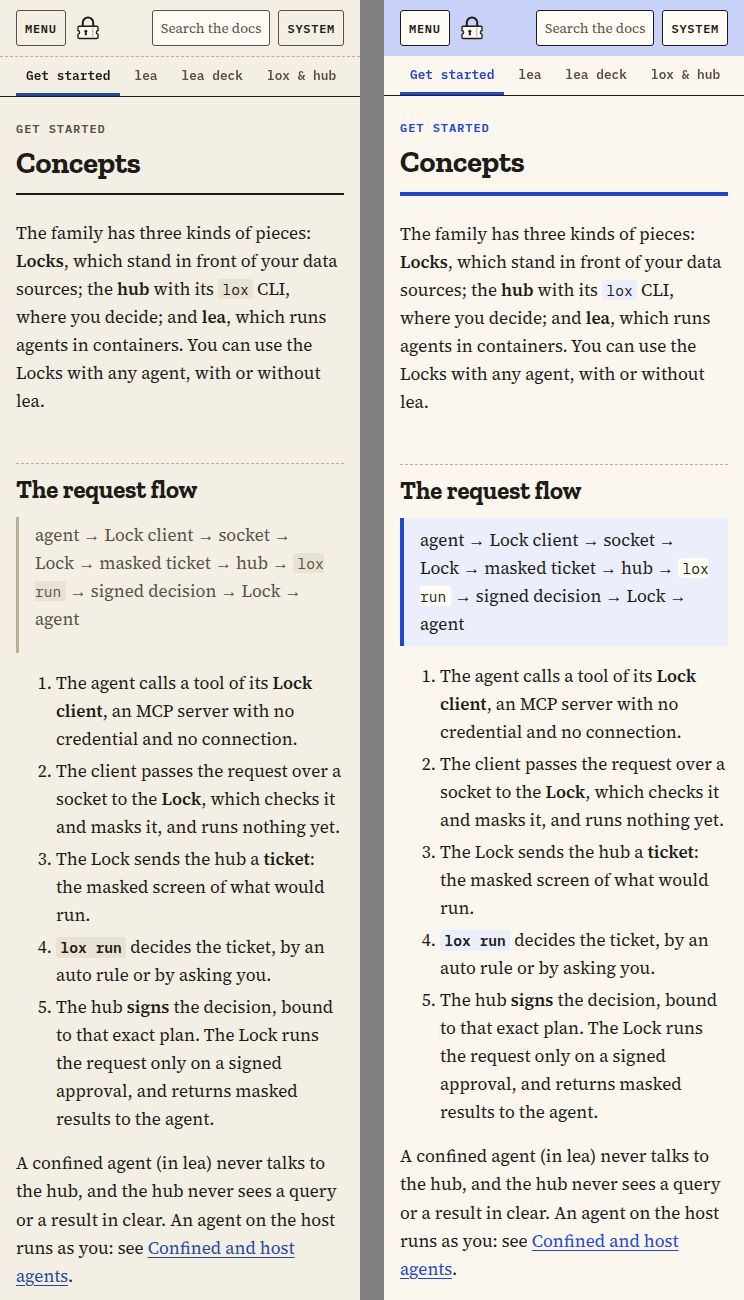 MENU
Search the docs
SYSTEM
Get started
lea
lea deck
lox & hub
GET STARTED
Concepts
The family has three kinds of pieces:
Locks, which stand in front of your data
sources; the hub with its lox CLI,
where you decide; and lea, which runs
agents in containers. You can use the
Locks with any agent, with or without
lea.
The request flow
agent → Lock client → socket →
Lock → masked ticket → hub → lox
run → signed decision → Lock →
agent
1. The agent calls a tool of its Lock
client, an MCP server with no
credential and no connection.
2. The client passes the request over a
socket to the Lock, which checks it
and masks it, and runs nothing yet.
3. The Lock sends the hub a ticket:
the masked screen of what would
run.
4. lox run decides the ticket, by an
auto rule or by asking you.
5. The hub signs the decision, bound
to that exact plan. The Lock runs
the request only on a signed
approval, and returns masked
results to the agent.
A confined agent (in lea) never talks to
the hub, and the hub never sees a query
or a result in clear. An agent on the host
runs as you: see Confined and host
agents.
MENU
Search the docs
SYSTEM
Get started
lea
lea deck
lox & hub
GET STARTED
Concepts
The family has three kinds of pieces:
Locks, which stand in front of your data
sources; the hub with its lox CLI,
where you decide; and lea, which runs
agents in containers. You can use the
Locks with any agent, with or without
lea.
The request flow
agent → Lock client → socket →
Lock → masked ticket → hub → lox
run → signed decision → Lock →
agent
1. The agent calls a tool of its Lock
client, an MCP server with no
credential and no connection.
2. The client passes the request over a
socket to the Lock, which checks it
and masks it, and runs nothing yet.
3. The Lock sends the hub a ticket:
the masked screen of what would
run.
4. lox run decides the ticket, by an
auto rule or by asking you.
5. The hub signs the decision, bound
to that exact plan. The Lock runs
the request only on a signed
approval, and returns masked
results to the agent.
A confined agent (in lea) never talks to
the hub, and the hub never sees a query
or a result in clear. An agent on the host
runs as you: see Confined and host
agents.